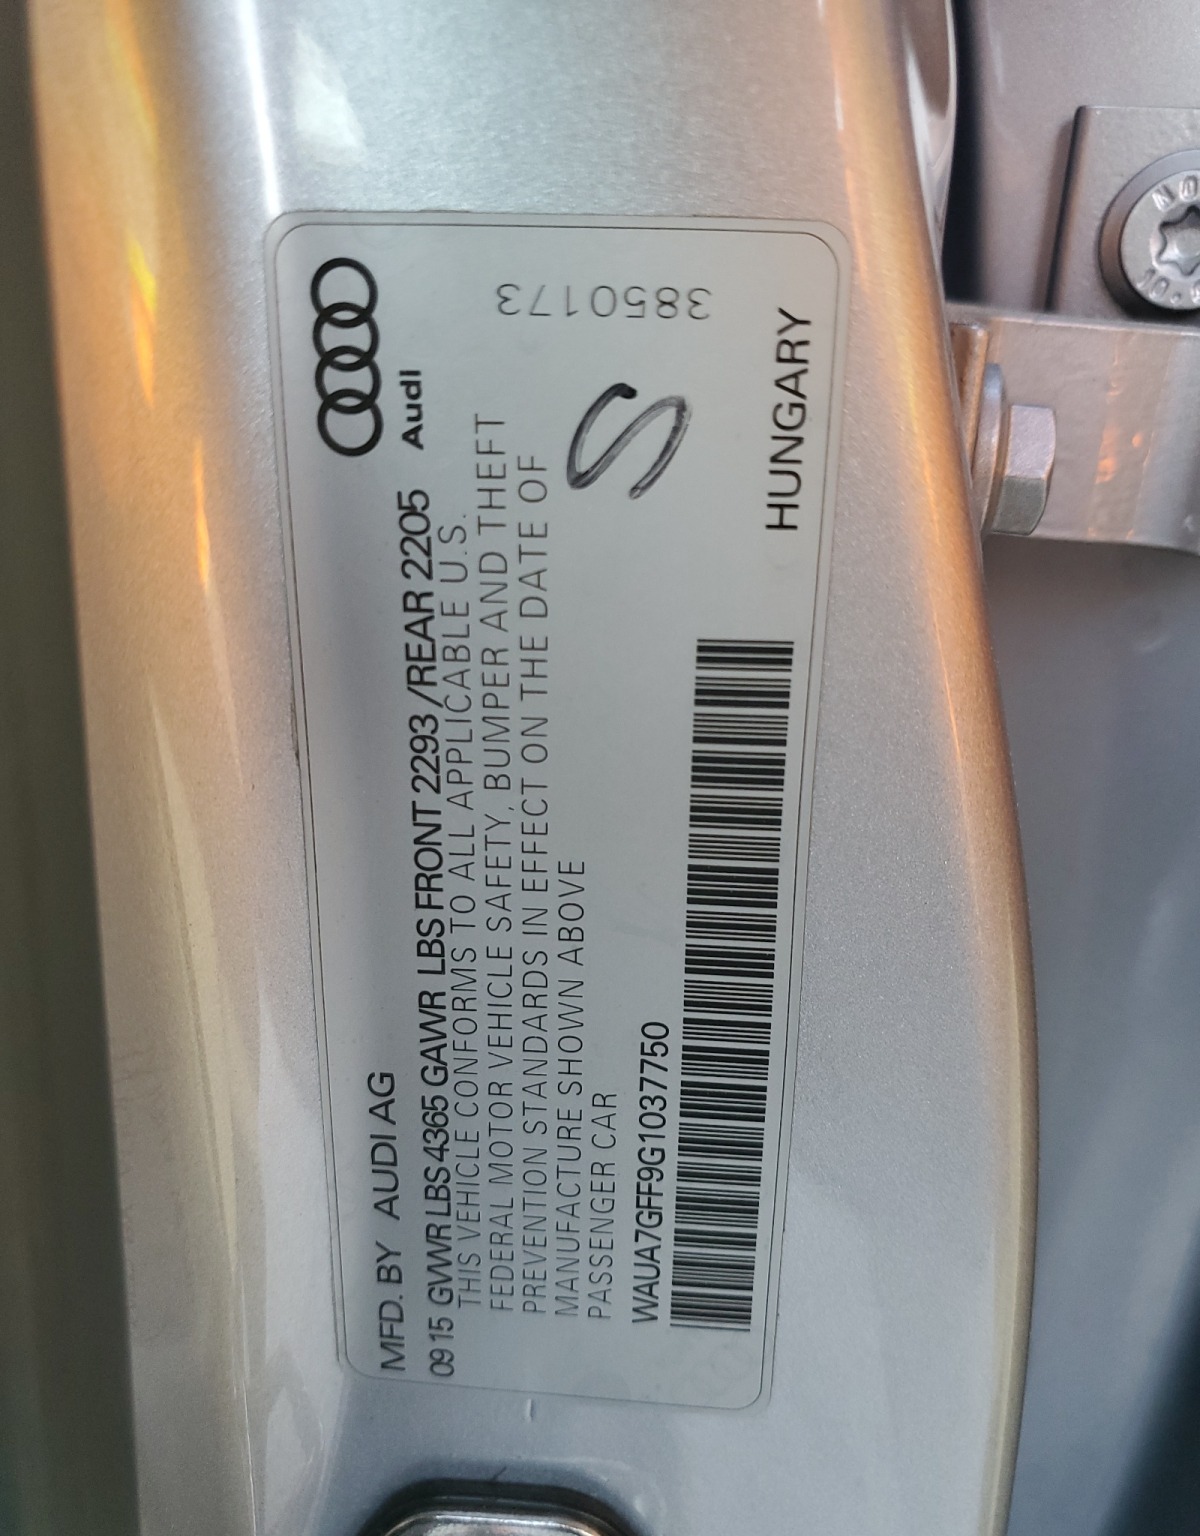 MFD. BY AUDI AG
09 15 GVWR LBS 4365 GAWR LBS FRONT 2293/REAR 2205
Audi
THIS VEHICLE CONFORMS TO ALL APPLICABLE U.S.
FEDERAL MOTOR VEHICLE SAFETY, BUMPER AND THEFT
PREVENTION STANDARDS IN EFFECT ON THE DATE OF
MANUFACTURE SHOWN ABOVE
PASSENGER CAR
S
3850173
WAUA7GFF9G1037750
HUNGARY